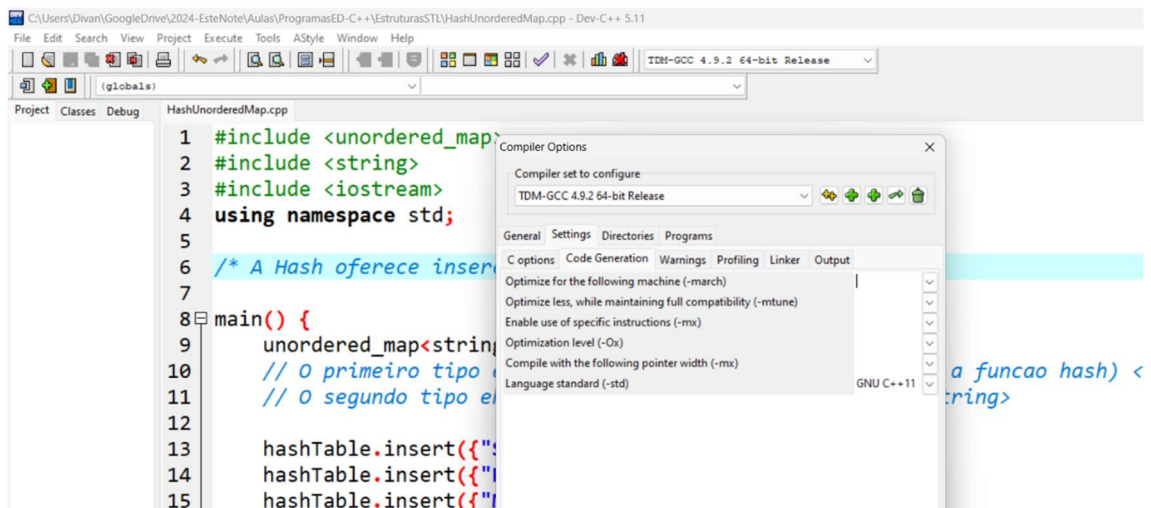 C:\Users\Divan\GoogleDrive\2024-EsteNote\Aulas\ProgramasED-C++\EstruturasSTL\HashUnorderedMap.cpp - Dev-C++ 5.11
File Edit Search View Project Execute Tools AStyle Window Help
TDM-GCC 4.9.2 64-bit Release
(globals)
Project Classes Debug HashUnorderedMap.cpp
1 #include <unordered_map>
2 #include <string>
3 #include <iostream>
4 using namespace std;
5
6 /* A Hash oferece inser
7
8 main() {
9 unordered_map<string
10 // O primeiro tipo a funcao hash) <
11 // O segundo tipo eh ring>
12
13 hashTable.insert({"
14 hashTable.insert({"
15 hashTable.insert({"
Compiler Options
Compiler set to configure
TDM-GCC 4.9.2 64-bit Release
General Settings Directories Programs
C options Code Generation Warnings Profiling Linker Output
Optimize for the following machine (-march)
Optimize less, while maintaining full compatibility (-mtune)
Enable use of specific instructions (-mx)
Optimization level (-Ox)
Compile with the following pointer width (-mx)
Language standard (-std) GNU C++11